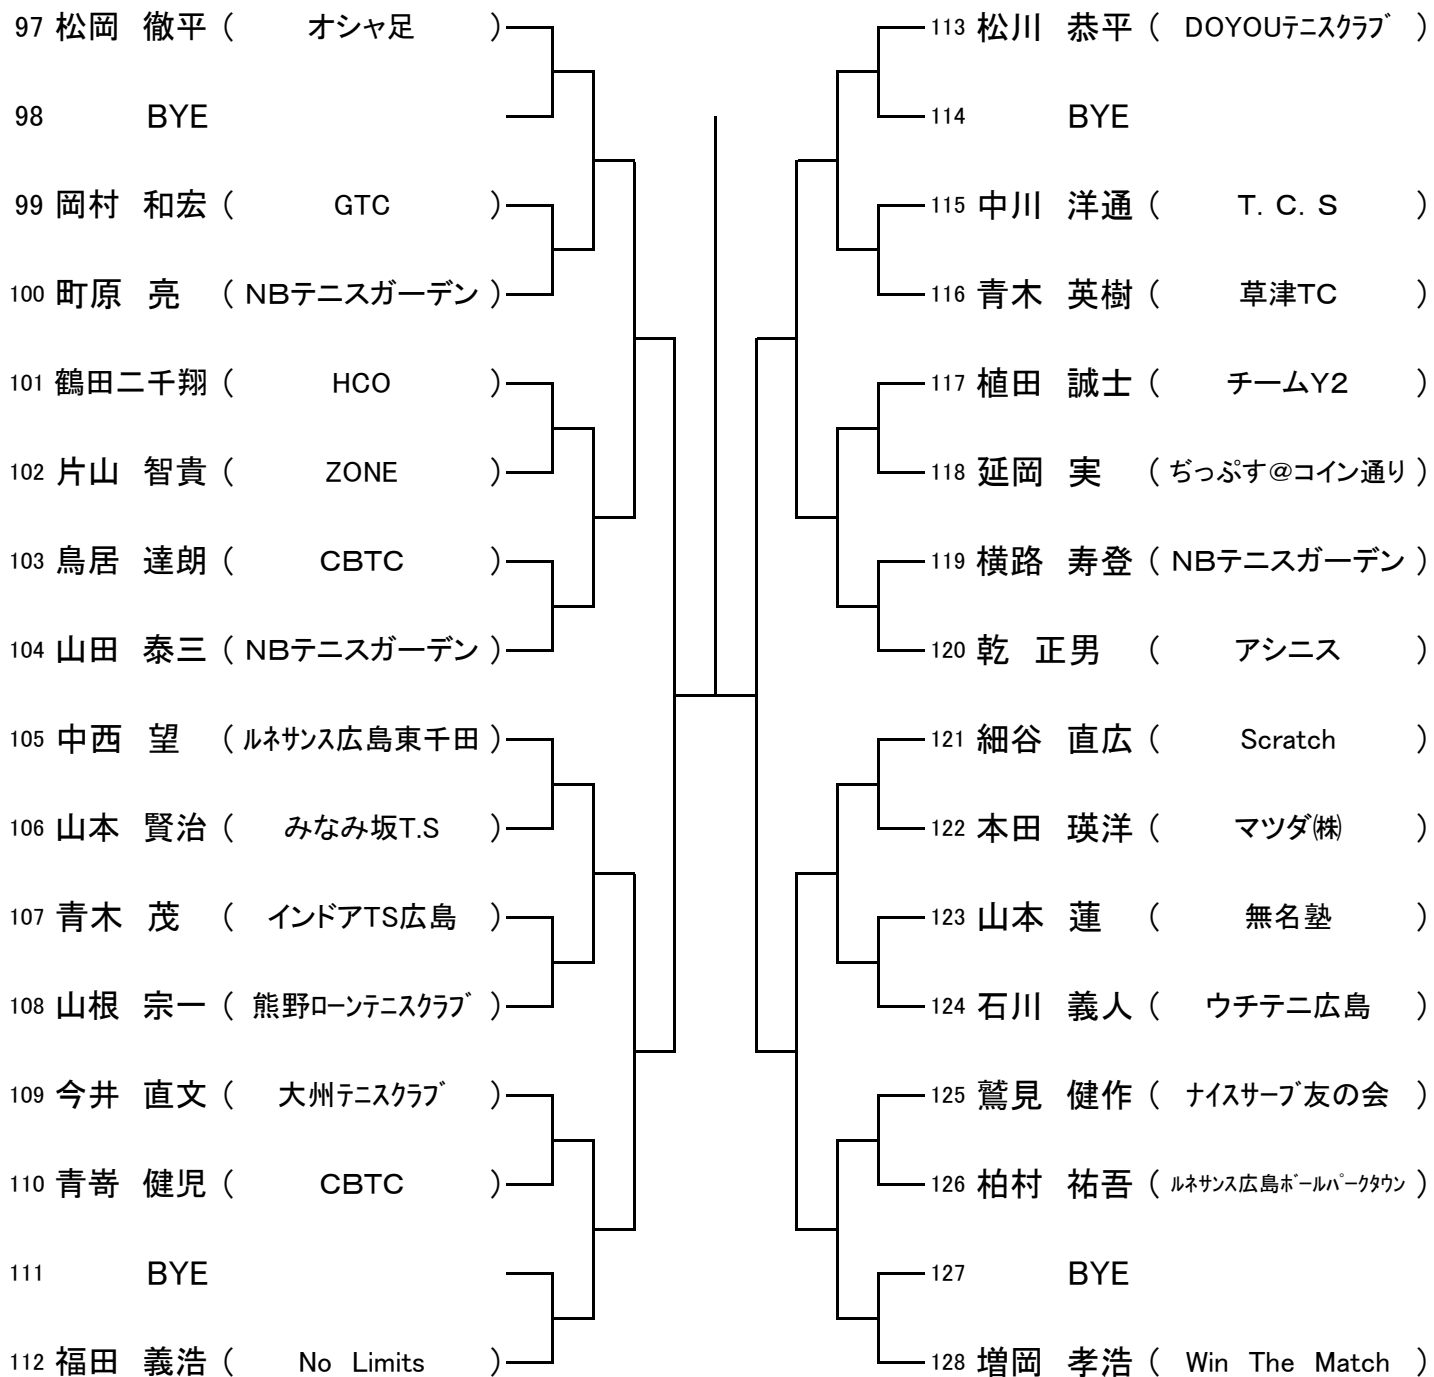 97 松岡 徹平 ( オシャ足 )
98 BYE
99 岡村 和宏 ( GTC )
100 町原 亮 ( NBテニスガーデン )
101 鶴田二千翔 ( HCO )
102 片山 智貴 ( ZONE )
103 鳥居 達朗 ( CBTC )
104 山田 泰三 ( NBテニスガーデン )
105 中西 望 ( ルネサンス広島東千田 )
106 山本 賢治 ( みなみ坂T.S )
107 青木 茂 ( インドアTS広島 )
108 山根 宗一 ( 熊野ローンテニスクラブ )
109 今井 直文 ( 大州テニスクラブ )
110 青嵜 健児 ( CBTC )
111 BYE
112 福田 義浩 ( No Limits )
113 松川 恭平 ( DOYOUテニスクラブ )
114 BYE
115 中川 洋通 ( T. C. S )
116 青木 英樹 ( 草津TC )
117 植田 誠士 ( チームY2 )
118 延岡 実 ( ぢっぷす@コイン通り )
119 横路 寿登 ( NBテニスガーデン )
120 乾 正男 ( アシニス )
121 細谷 直広 ( Scratch )
122 本田 瑛洋 ( マツダ㈱ )
123 山本 蓮 ( 無名塾 )
124 石川 義人 ( ウチテニ広島 )
125 鷲見 健作 ( ナイスサーブ友の会 )
126 柏村 祐吾 ( ルネサンス広島ボールパークタウン )
127 BYE
128 増岡 孝浩 ( Win The Match )